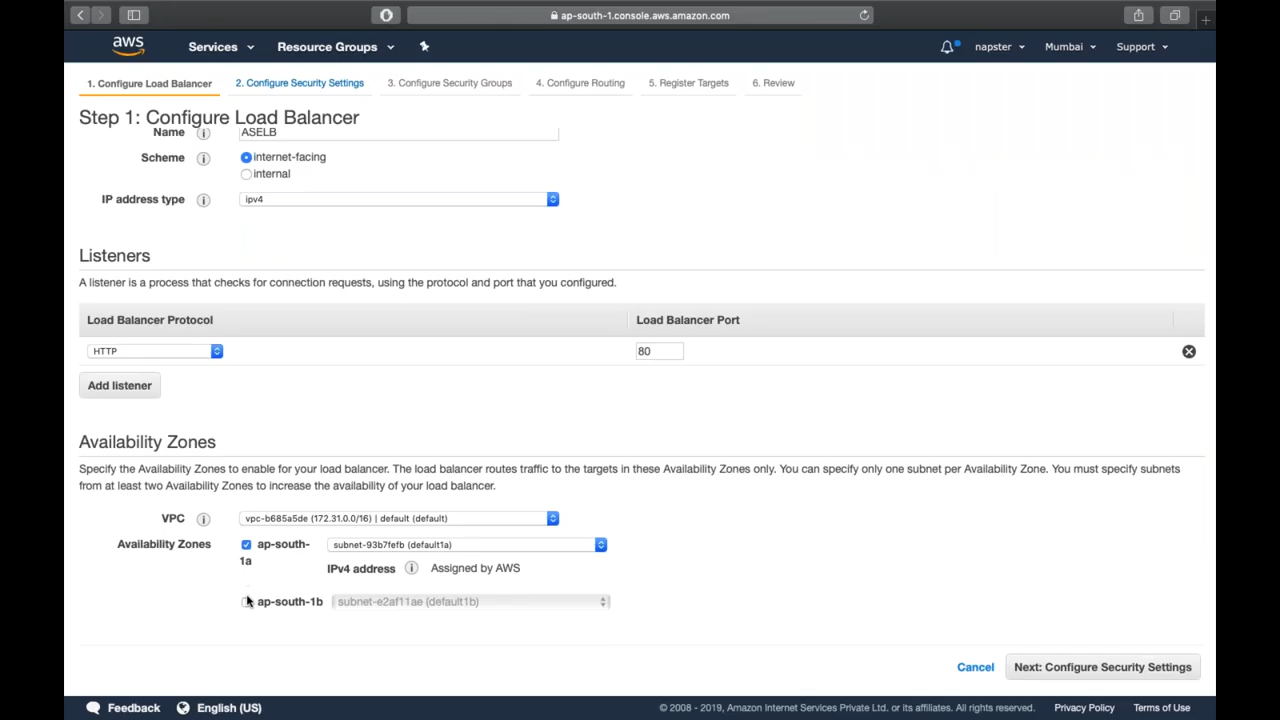 ap-south-1.console.aws.amazon.com
aws Services Resource Groups napster Mumbai Support
1. Configure Load Balancer 2. Configure Security Settings 3. Configure Security Groups 4. Configure Routing 5. Register Targets 6. Review
Step 1: Configure Load Balancer
Name i ASELB
Scheme i internet-facing
internal
IP address type i ipv4
Listeners
A listener is a process that checks for connection requests, using the protocol and port that you configured.
Load Balancer Protocol Load Balancer Port
HTTP 80
Add listener
Availability Zones
Specify the Availability Zones to enable for your load balancer. The load balancer routes traffic to the targets in these Availability Zones only. You can specify only one subnet per Availability Zone. You must specify subnets
from at least two Availability Zones to increase the availability of your load balancer.
VPC i vpc-b685a5de (172.31.0.0/16) | default (default)
Availability Zones ap-south- subnet-93b7fefb (default1a)
1a
IPv4 address i Assigned by AWS
ap-south-1b subnet-e2af11ae (default1b)
Cancel Next: Configure Security Settings
Feedback English (US) © 2008 - 2019, Amazon Internet Services Private Ltd. or its affiliates. All rights reserved. Privacy Policy Terms of Use